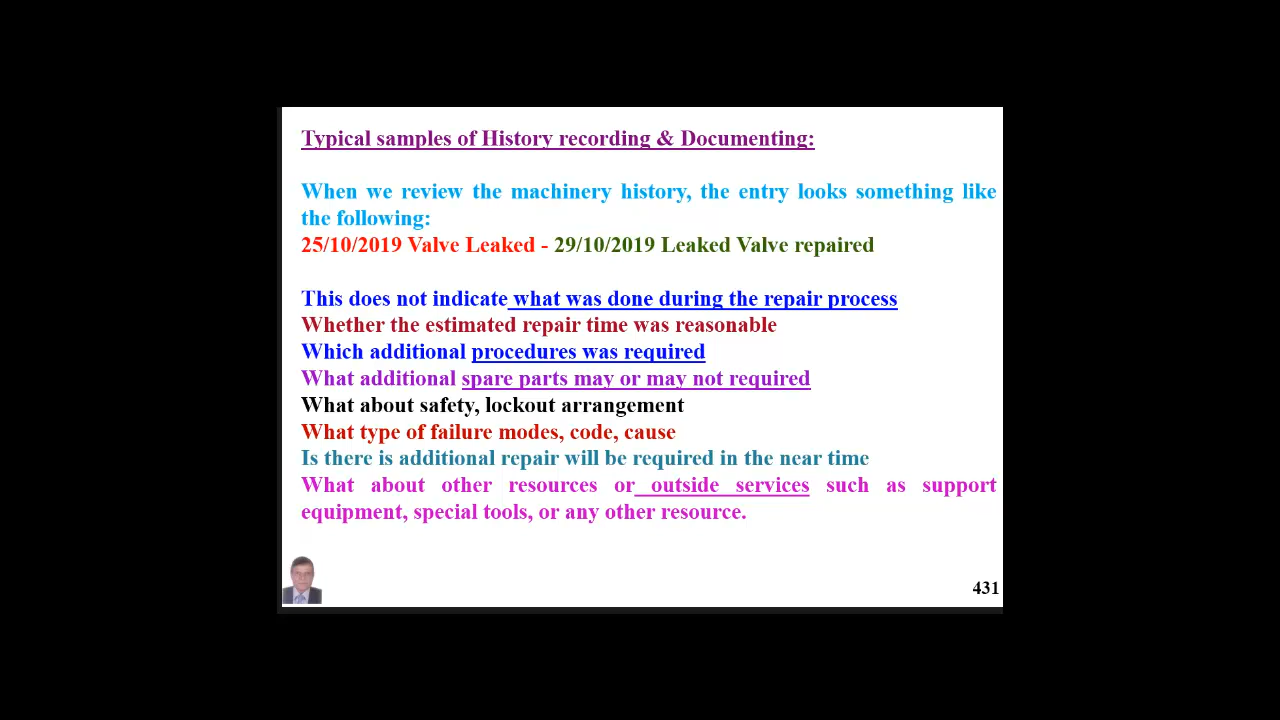 Typical samples of History recording & Documenting:
When we review the machinery history, the entry looks something like
the following:
25/10/2019 Valve Leaked - 29/10/2019 Leaked Valve repaired
This does not indicate what was done during the repair process
Whether the estimated repair time was reasonable
Which additional procedures was required
What additional spare parts may or may not required
What about safety, lockout arrangement
What type of failure modes, code, cause
Is there is additional repair will be required in the near time
What about other resources or outside services such as support
equipment, special tools, or any other resource.
431